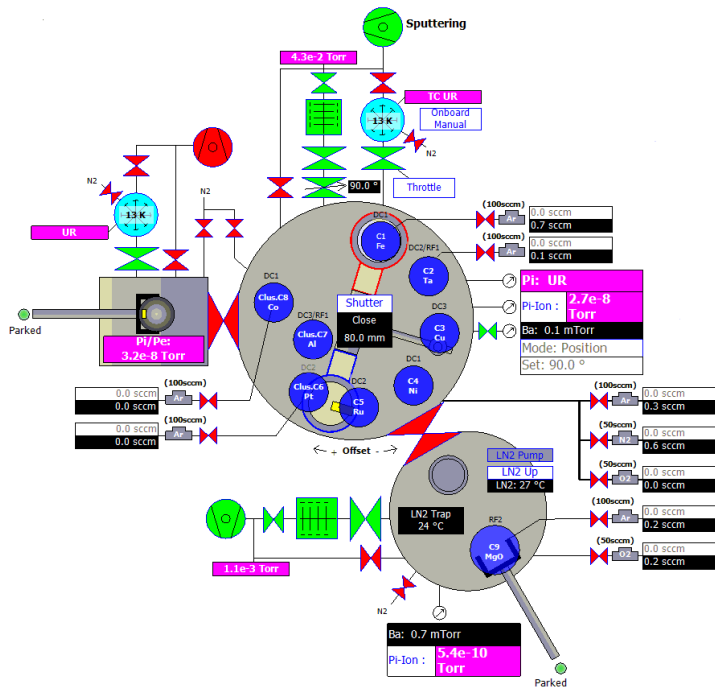 Sputtering
4.3e-2 Torr
TC UR
13 K
Onboard
Manual
N2
90.0 °
Throttle
N2
13 K
UR
N2
DC1
C1
Fe
DC2/RF1
C2
Ta
(100sccm)
Ar
0.0 sccm
0.7 sccm
(100sccm)
Ar
0.0 sccm
0.1 sccm
DC1
Clus.C8
Co
Shutter
Close
80.0 mm
DC3/RF1
Clus.C7
Al
DC3
C3
Cu
Pi: UR
Pi-Ion :
2.7e-8
Torr
Ba: 0.1 mTorr
Mode: Position
Set: 90.0 °
Parked
Pi/Pe:
3.2e-8 Torr
DC2
Clus.C6
Pt
DC2
C5
Ru
DC1
C4
Ni
(100sccm)
Ar
0.0 sccm
0.0 sccm
(100sccm)
Ar
0.0 sccm
0.0 sccm
(100sccm)
Ar
0.0 sccm
0.3 sccm
(50sccm)
N2
0.0 sccm
0.6 sccm
(50sccm)
O2
0.0 sccm
0.0 sccm
(100sccm)
Ar
0.0 sccm
0.2 sccm
(50sccm)
O2
0.0 sccm
0.2 sccm
+ Offset -
LN2 Pump
LN2 Up
LN2: 27 °C
LN2 Trap
24 °C
RF2
C9
MgO
1.1e-3 Torr
N2
Ba: 0.7 mTorr
Pi-Ion :
5.4e-10
Torr
Parked